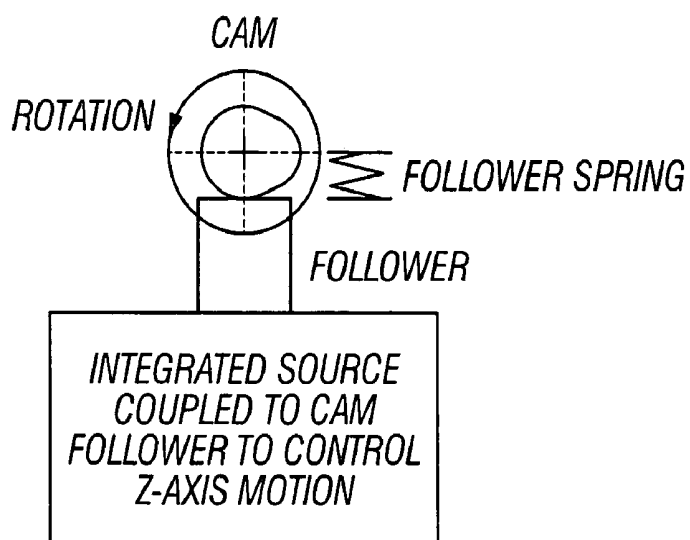 CAM
ROTATION
FOLLOWER SPRING
FOLLOWER
INTEGRATED SOURCE
COUPLED TO CAM
FOLLOWER TO CONTROL
Z-AXIS MOTION